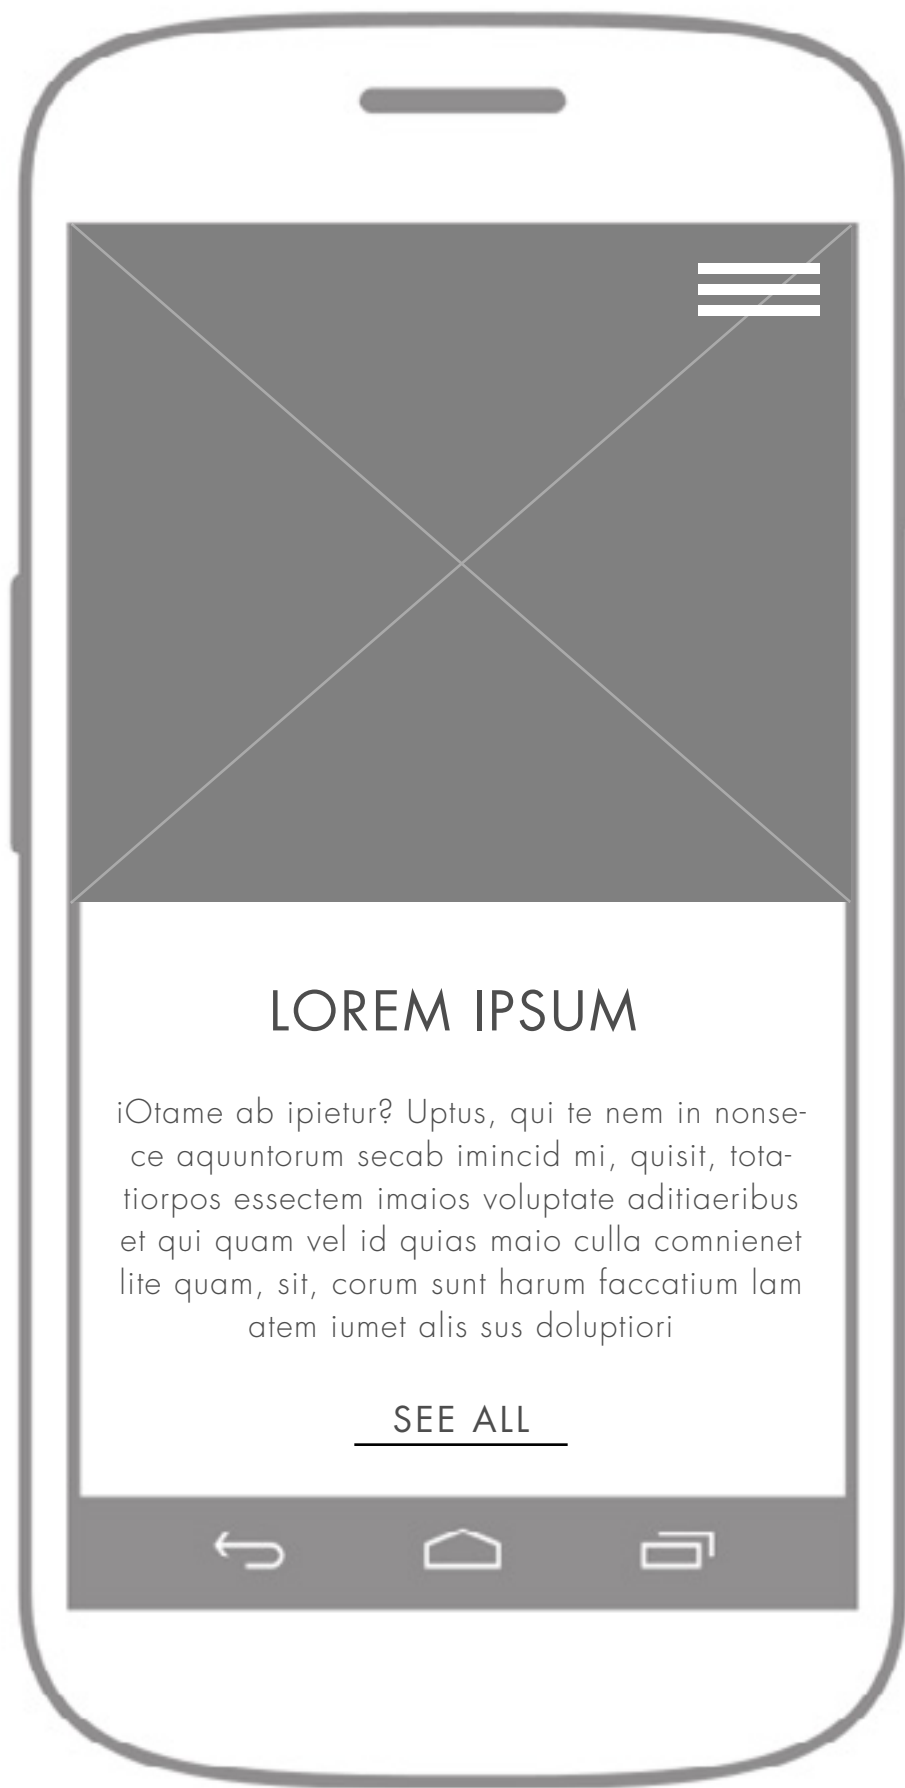 LOREM IPSUM
iOtame ab ipietur? Uptus, qui te nem in nonse-
ce aquuntorum secab imincid mi, quisit, tota-
tiorpos essectem imaios voluptate aditiaeribus
et qui quam vel id quias maio culla comnienet
lite quam, sit, corum sunt harum faccatium lam
atem iumet alis sus doluptiori
SEE ALL